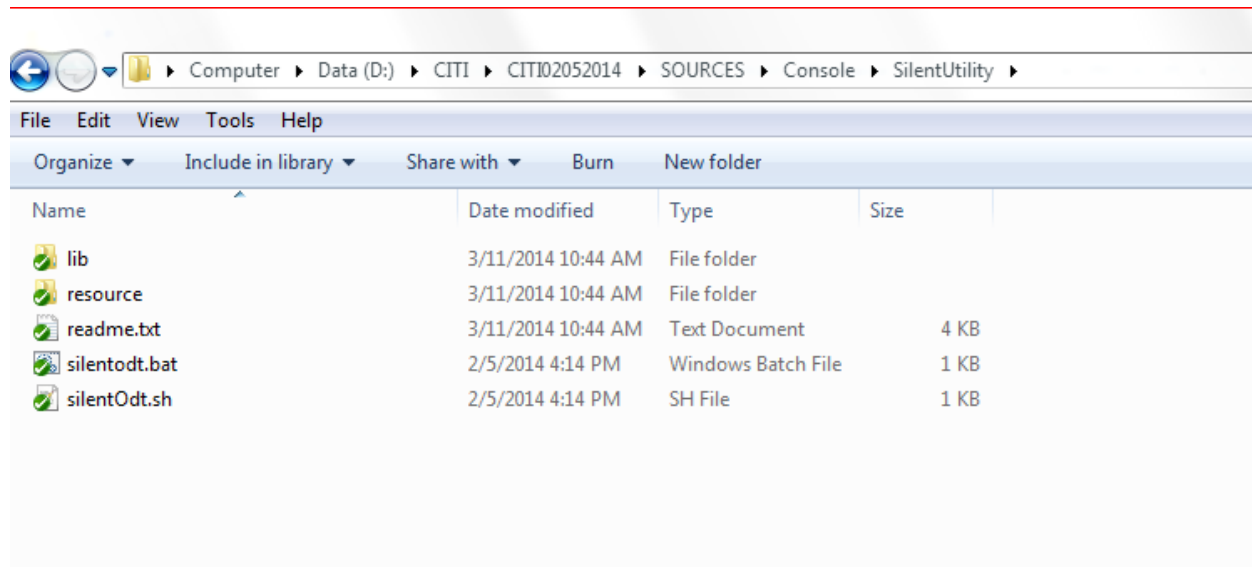 Computer Data (D:) CITI CITI02052014 SOURCES Console SilentUtility
File Edit View Tools Help
Organize Include in library Share with Burn New folder
Name Date modified Type Size
lib 3/11/2014 10:44 AM File folder
resource 3/11/2014 10:44 AM File folder
readme.txt 3/11/2014 10:44 AM Text Document 4 KB
silentodt.bat 2/5/2014 4:14 PM Windows Batch File 1 KB
silentOdt.sh 2/5/2014 4:14 PM SH File 1 KB